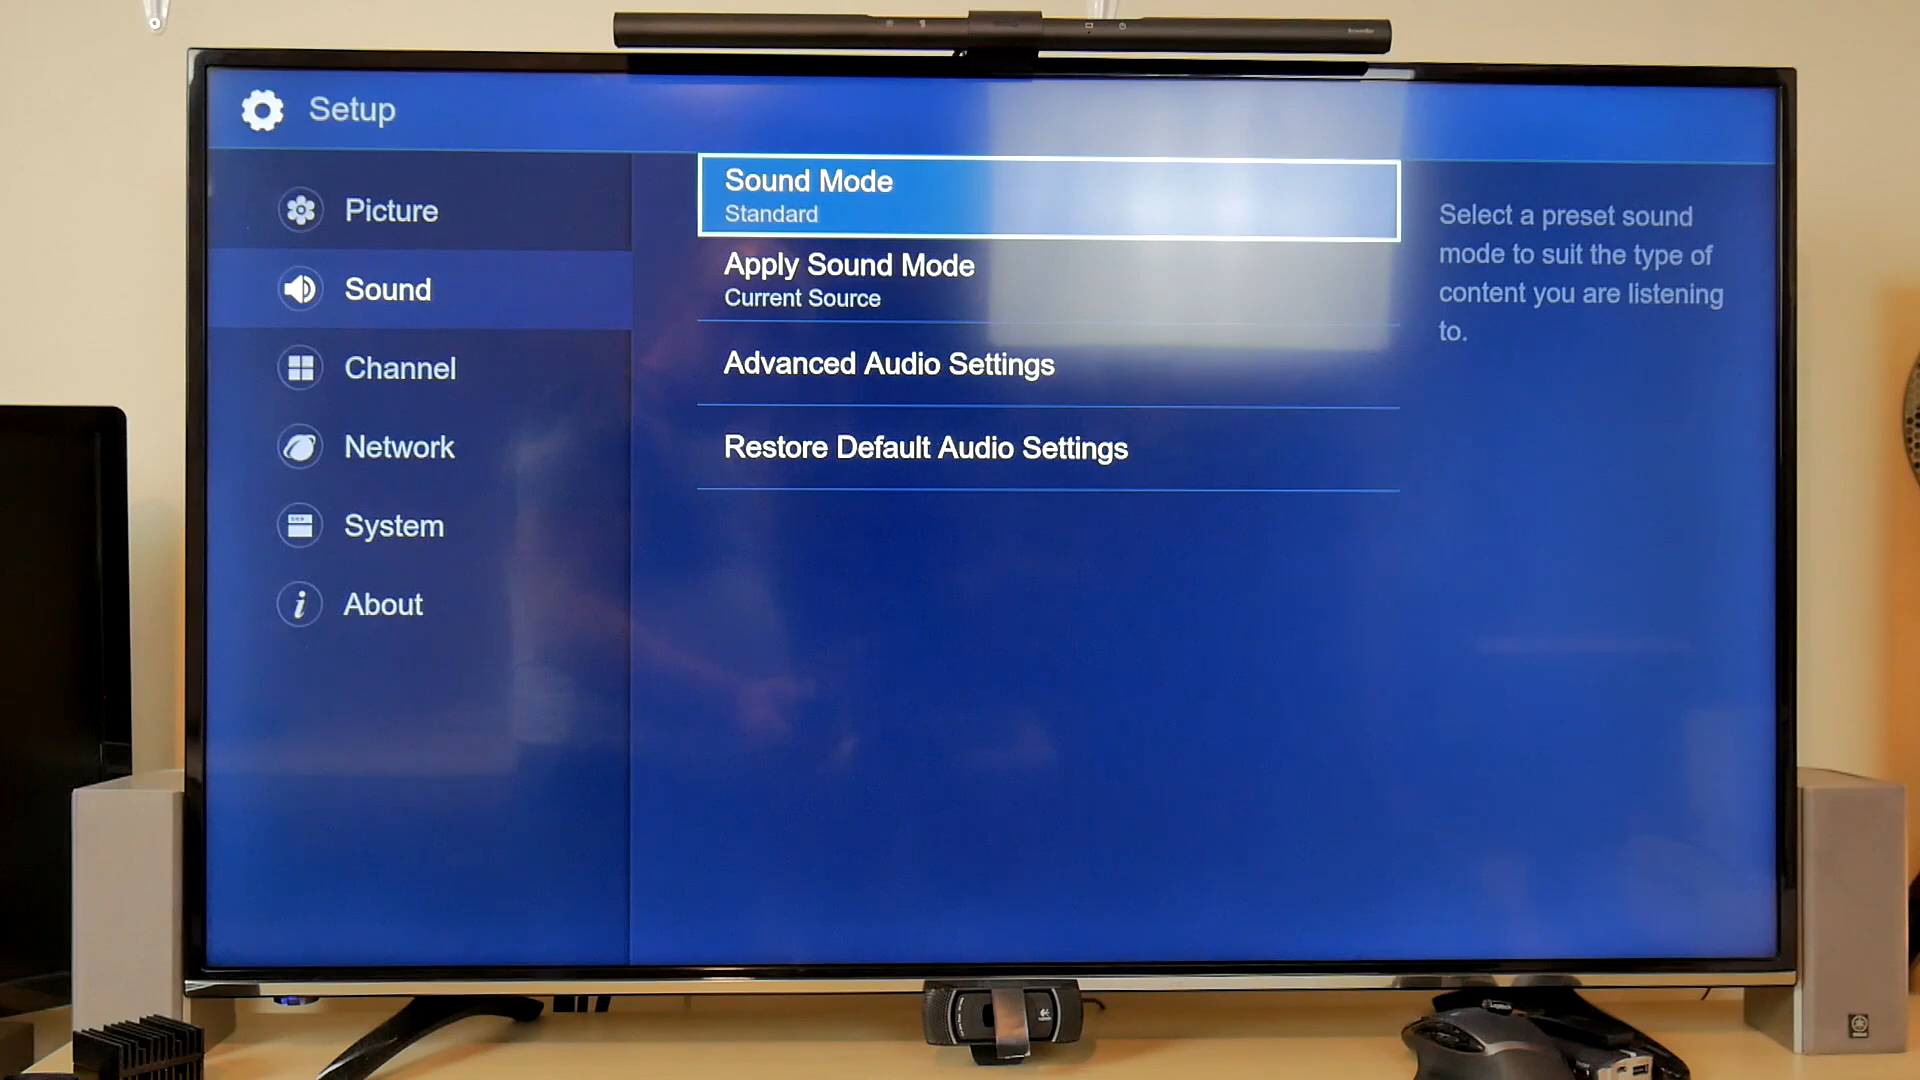 Setup
Picture
Sound
Channel
Network
System
About
Sound Mode
Standard
Apply Sound Mode
Current Source
Advanced Audio Settings
Restore Default Audio Settings
Select a preset sound
mode to suit the type of
content you are listening
to.